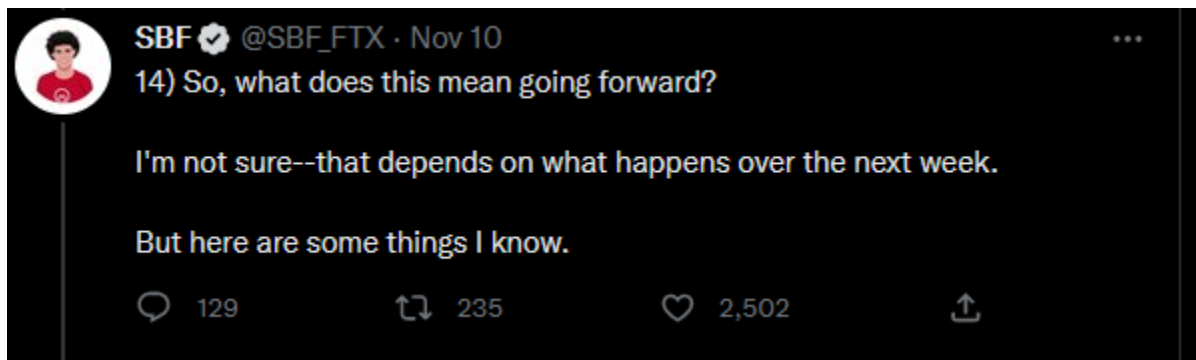 SBF @SBF_FTX · Nov 10
14) So, what does this mean going forward?
I'm not sure--that depends on what happens over the next week.
But here are some things I know.
129 235 2,502